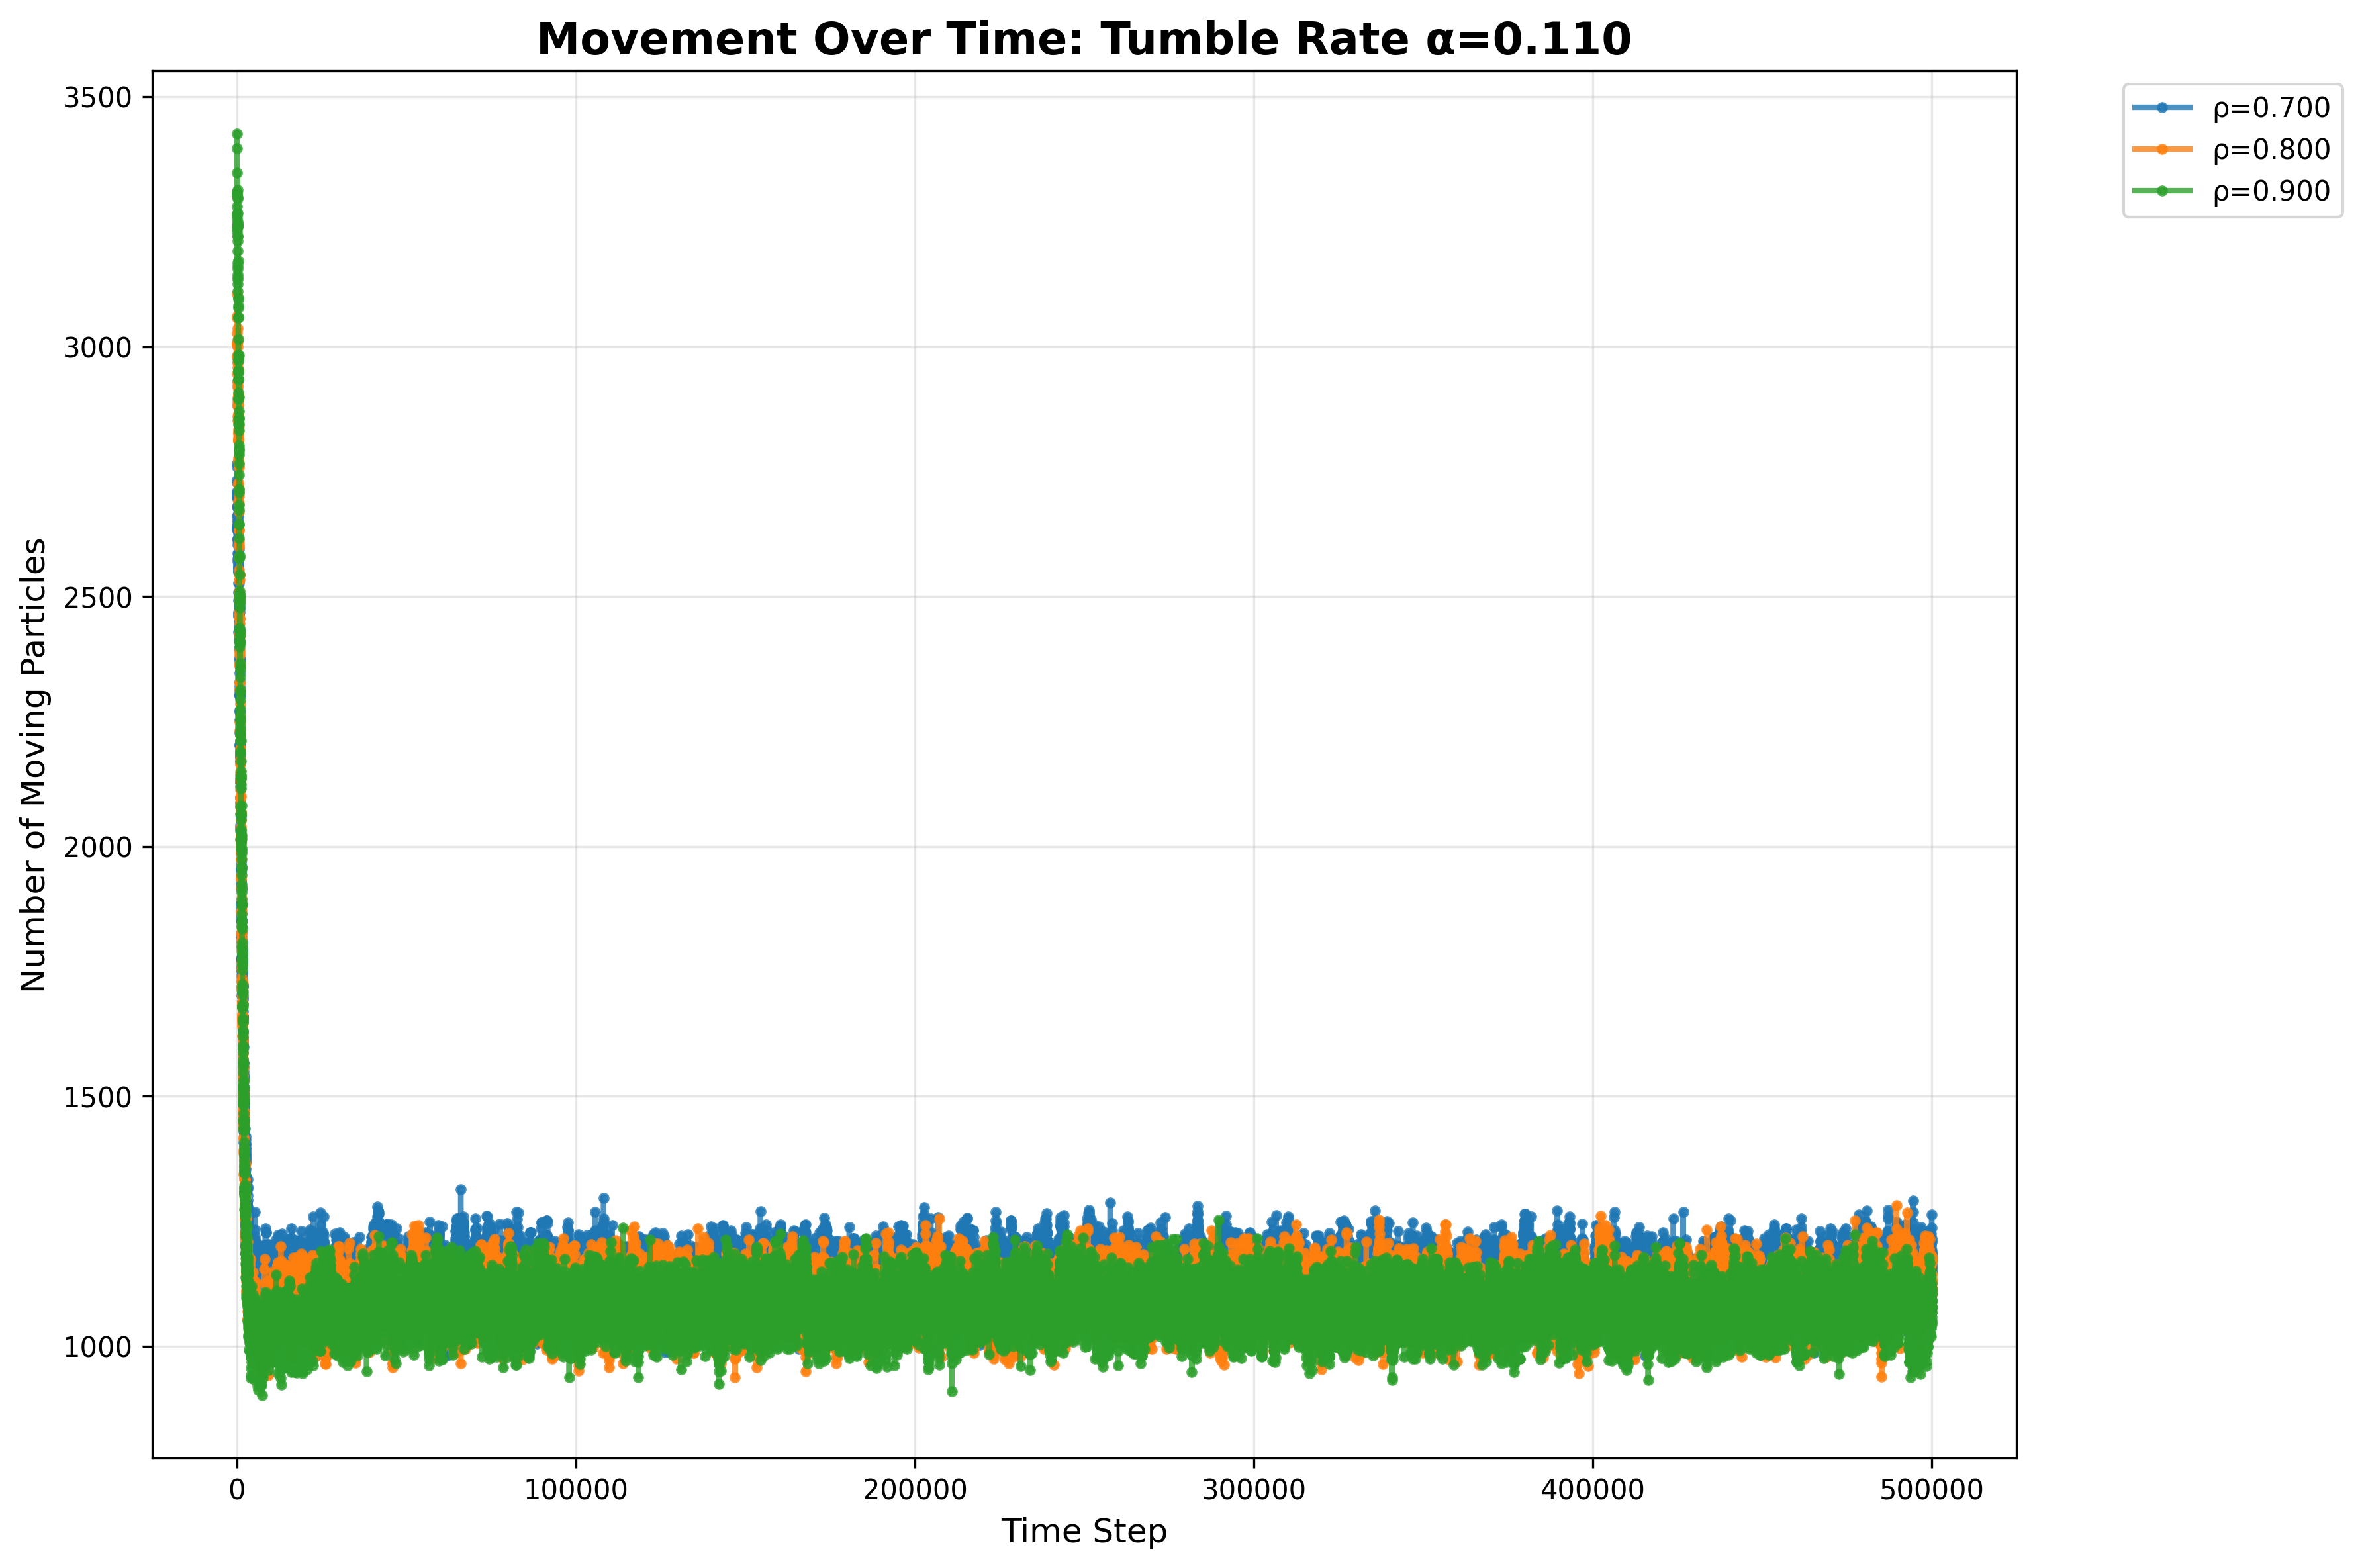 Movement Over Time: Tumble Rate α=0.110
Number of Moving Particles
3500
3000
2500
2000
1500
1000
0
100000
200000
300000
400000
500000
Time Step
ρ=0.700
ρ=0.800
ρ=0.900